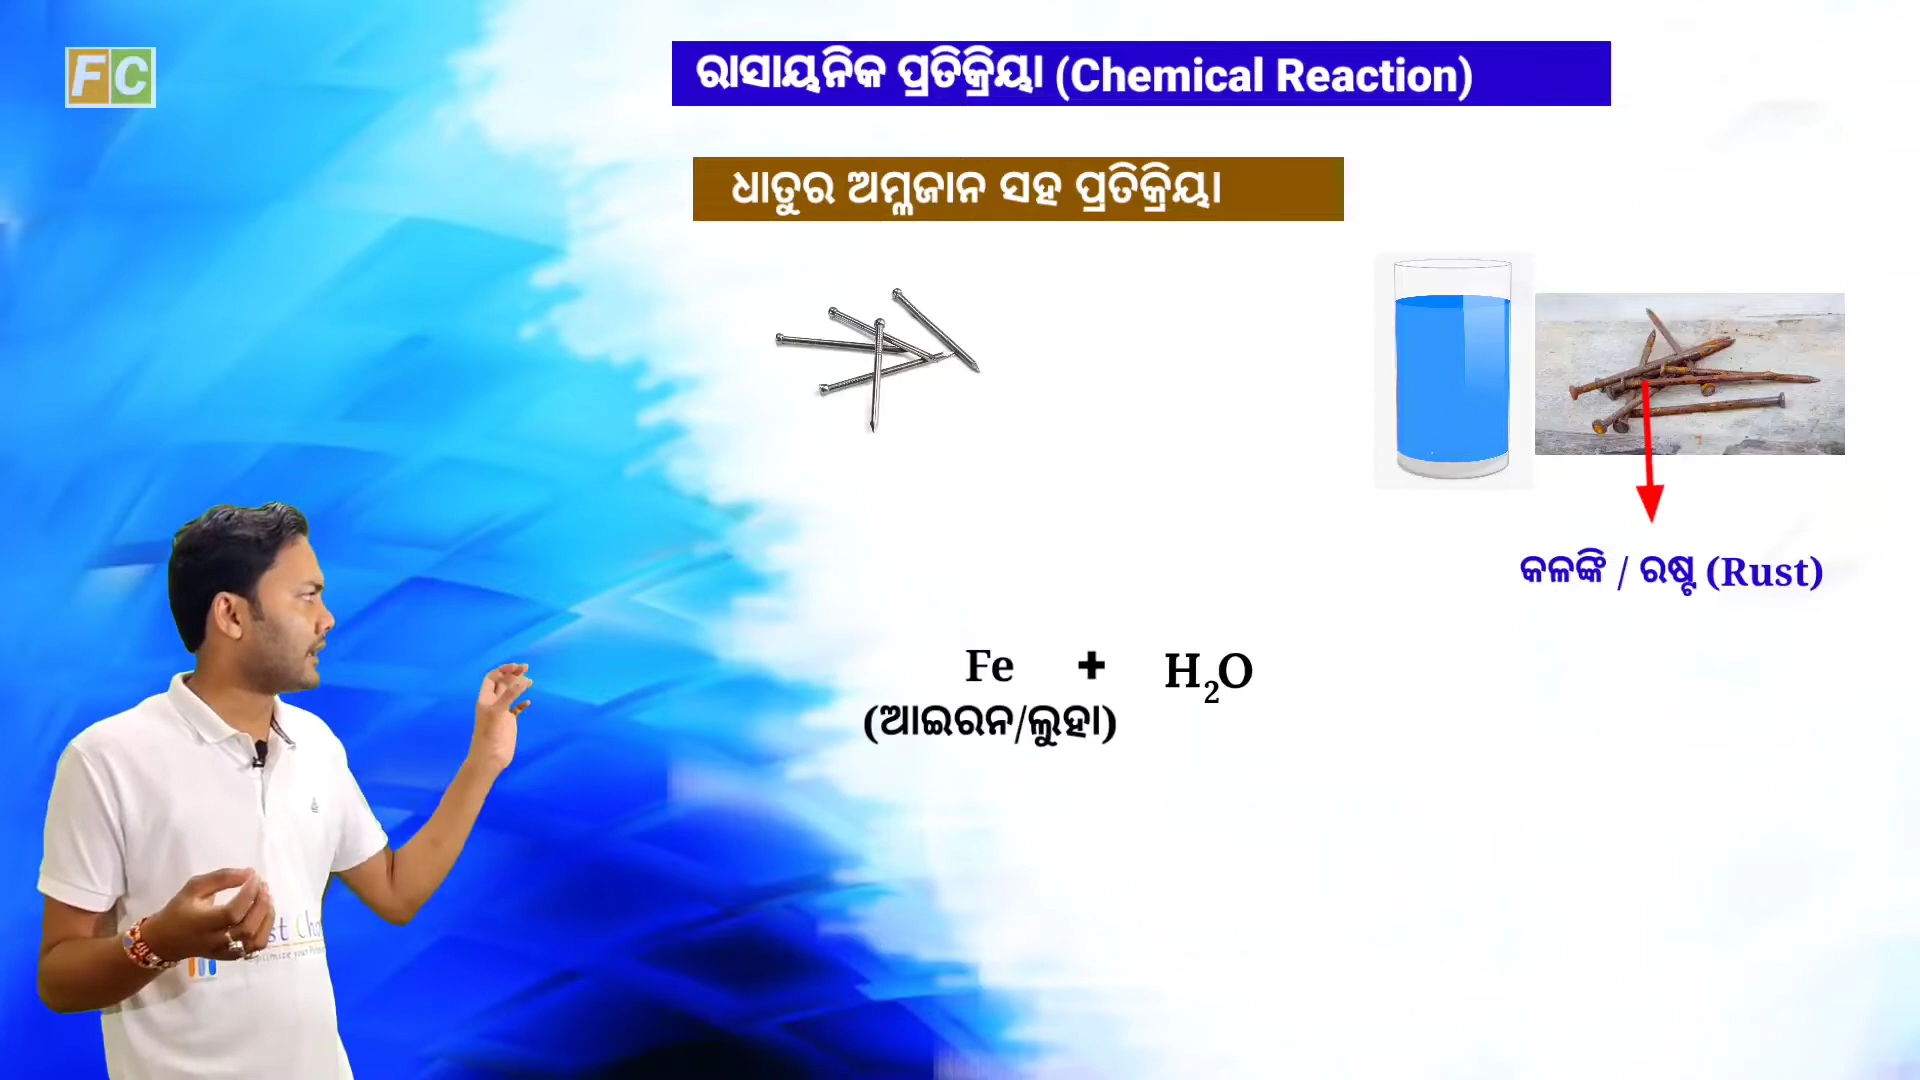 FC
ରାସାୟନିକ ପ୍ରତିକ୍ରିୟା (Chemical Reaction)
ଧାତୁର ଅମ୍ଳଜାନ ସହ ପ୍ରତିକ୍ରିୟା
କଳଙ୍କି / ରଷ୍ଟ (Rust)
Fe + H₂O
(ଆଇରନ/ଲୁହା)